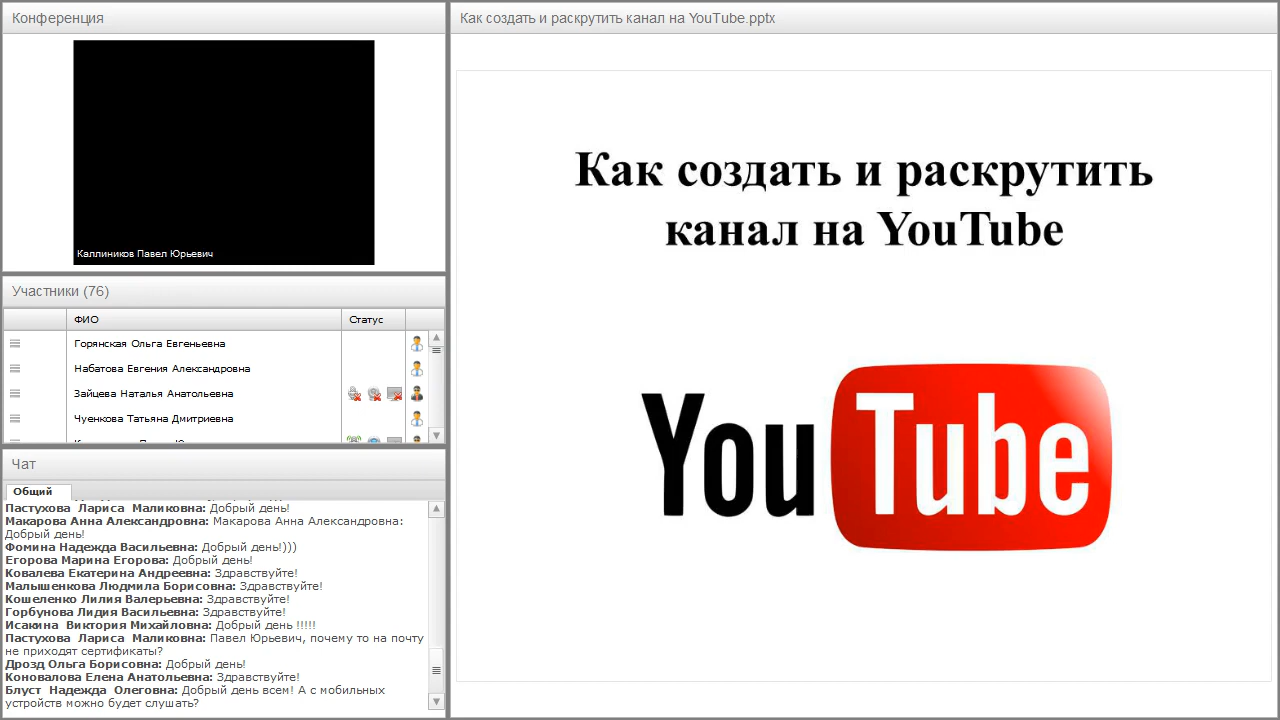 Конференция
Каллиников Павел Юрьевич
Участники (76)
ФИО
Статус
Горянская Ольга Евгеньевна
Набатова Евгения Александровна
Зайцева Наталья Анатольевна
Чуенкова Татьяна Дмитриевна
Чат
Общий
Пастухова Лариса Маликовна: Добрый день!
Макарова Анна Александровна: Макарова Анна Александровна:
Добрый день!
Фомина Надежда Васильевна: Добрый день!)))
Егорова Марина Егорова: Добрый день!
Ковалева Екатерина Андреевна: Здравствуйте!
Малышенкова Людмила Борисовна: Здравствуйте!
Кошеленко Лилия Валерьевна: Здравствуйте!
Горбунова Лидия Васильевна: Здравствуйте!
Исакина Виктория Михайловна: Добрый день !!!!!
Пастухова Лариса Маликовна: Павел Юрьевич, почему то на почту
не приходят сертификаты?
Дрозд Ольга Борисовна: Добрый день!
Коновалова Елена Анатольевна: Здравствуйте!
Блуст Надежда Олеговна: Добрый день всем! А с мобильных
устройств можно будет слушать?
Как создать и раскрутить канал на YouTube.pptx
Как создать и раскрутить
канал на YouTube
YouTube